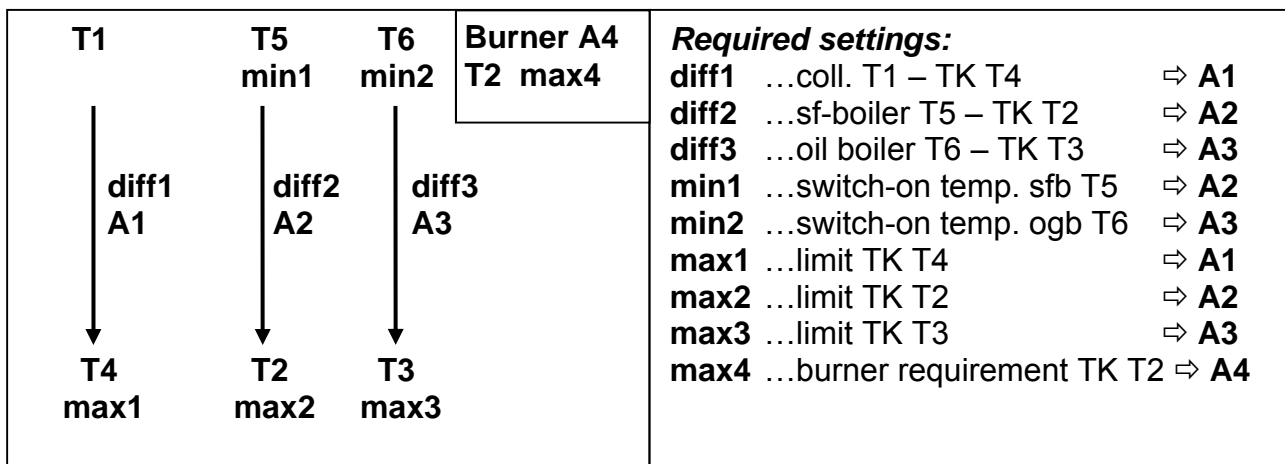 T1 T5 T6
min1 min2
Burner A4
T2 max4
diff1 diff2 diff3
A1 A2 A3
T4 T2 T3
max1 max2 max3
Required settings:
diff1 …coll. T1 – TK T4 ⇨ A1
diff2 …sf-boiler T5 – TK T2 ⇨ A2
diff3 …oil boiler T6 – TK T3 ⇨ A3
min1 …switch-on temp. sfb T5 ⇨ A2
min2 …switch-on temp. ogb T6 ⇨ A3
max1 …limit TK T4 ⇨ A1
max2 …limit TK T2 ⇨ A2
max3 …limit TK T3 ⇨ A3
max4 …burner requirement TK T2 ⇨ A4